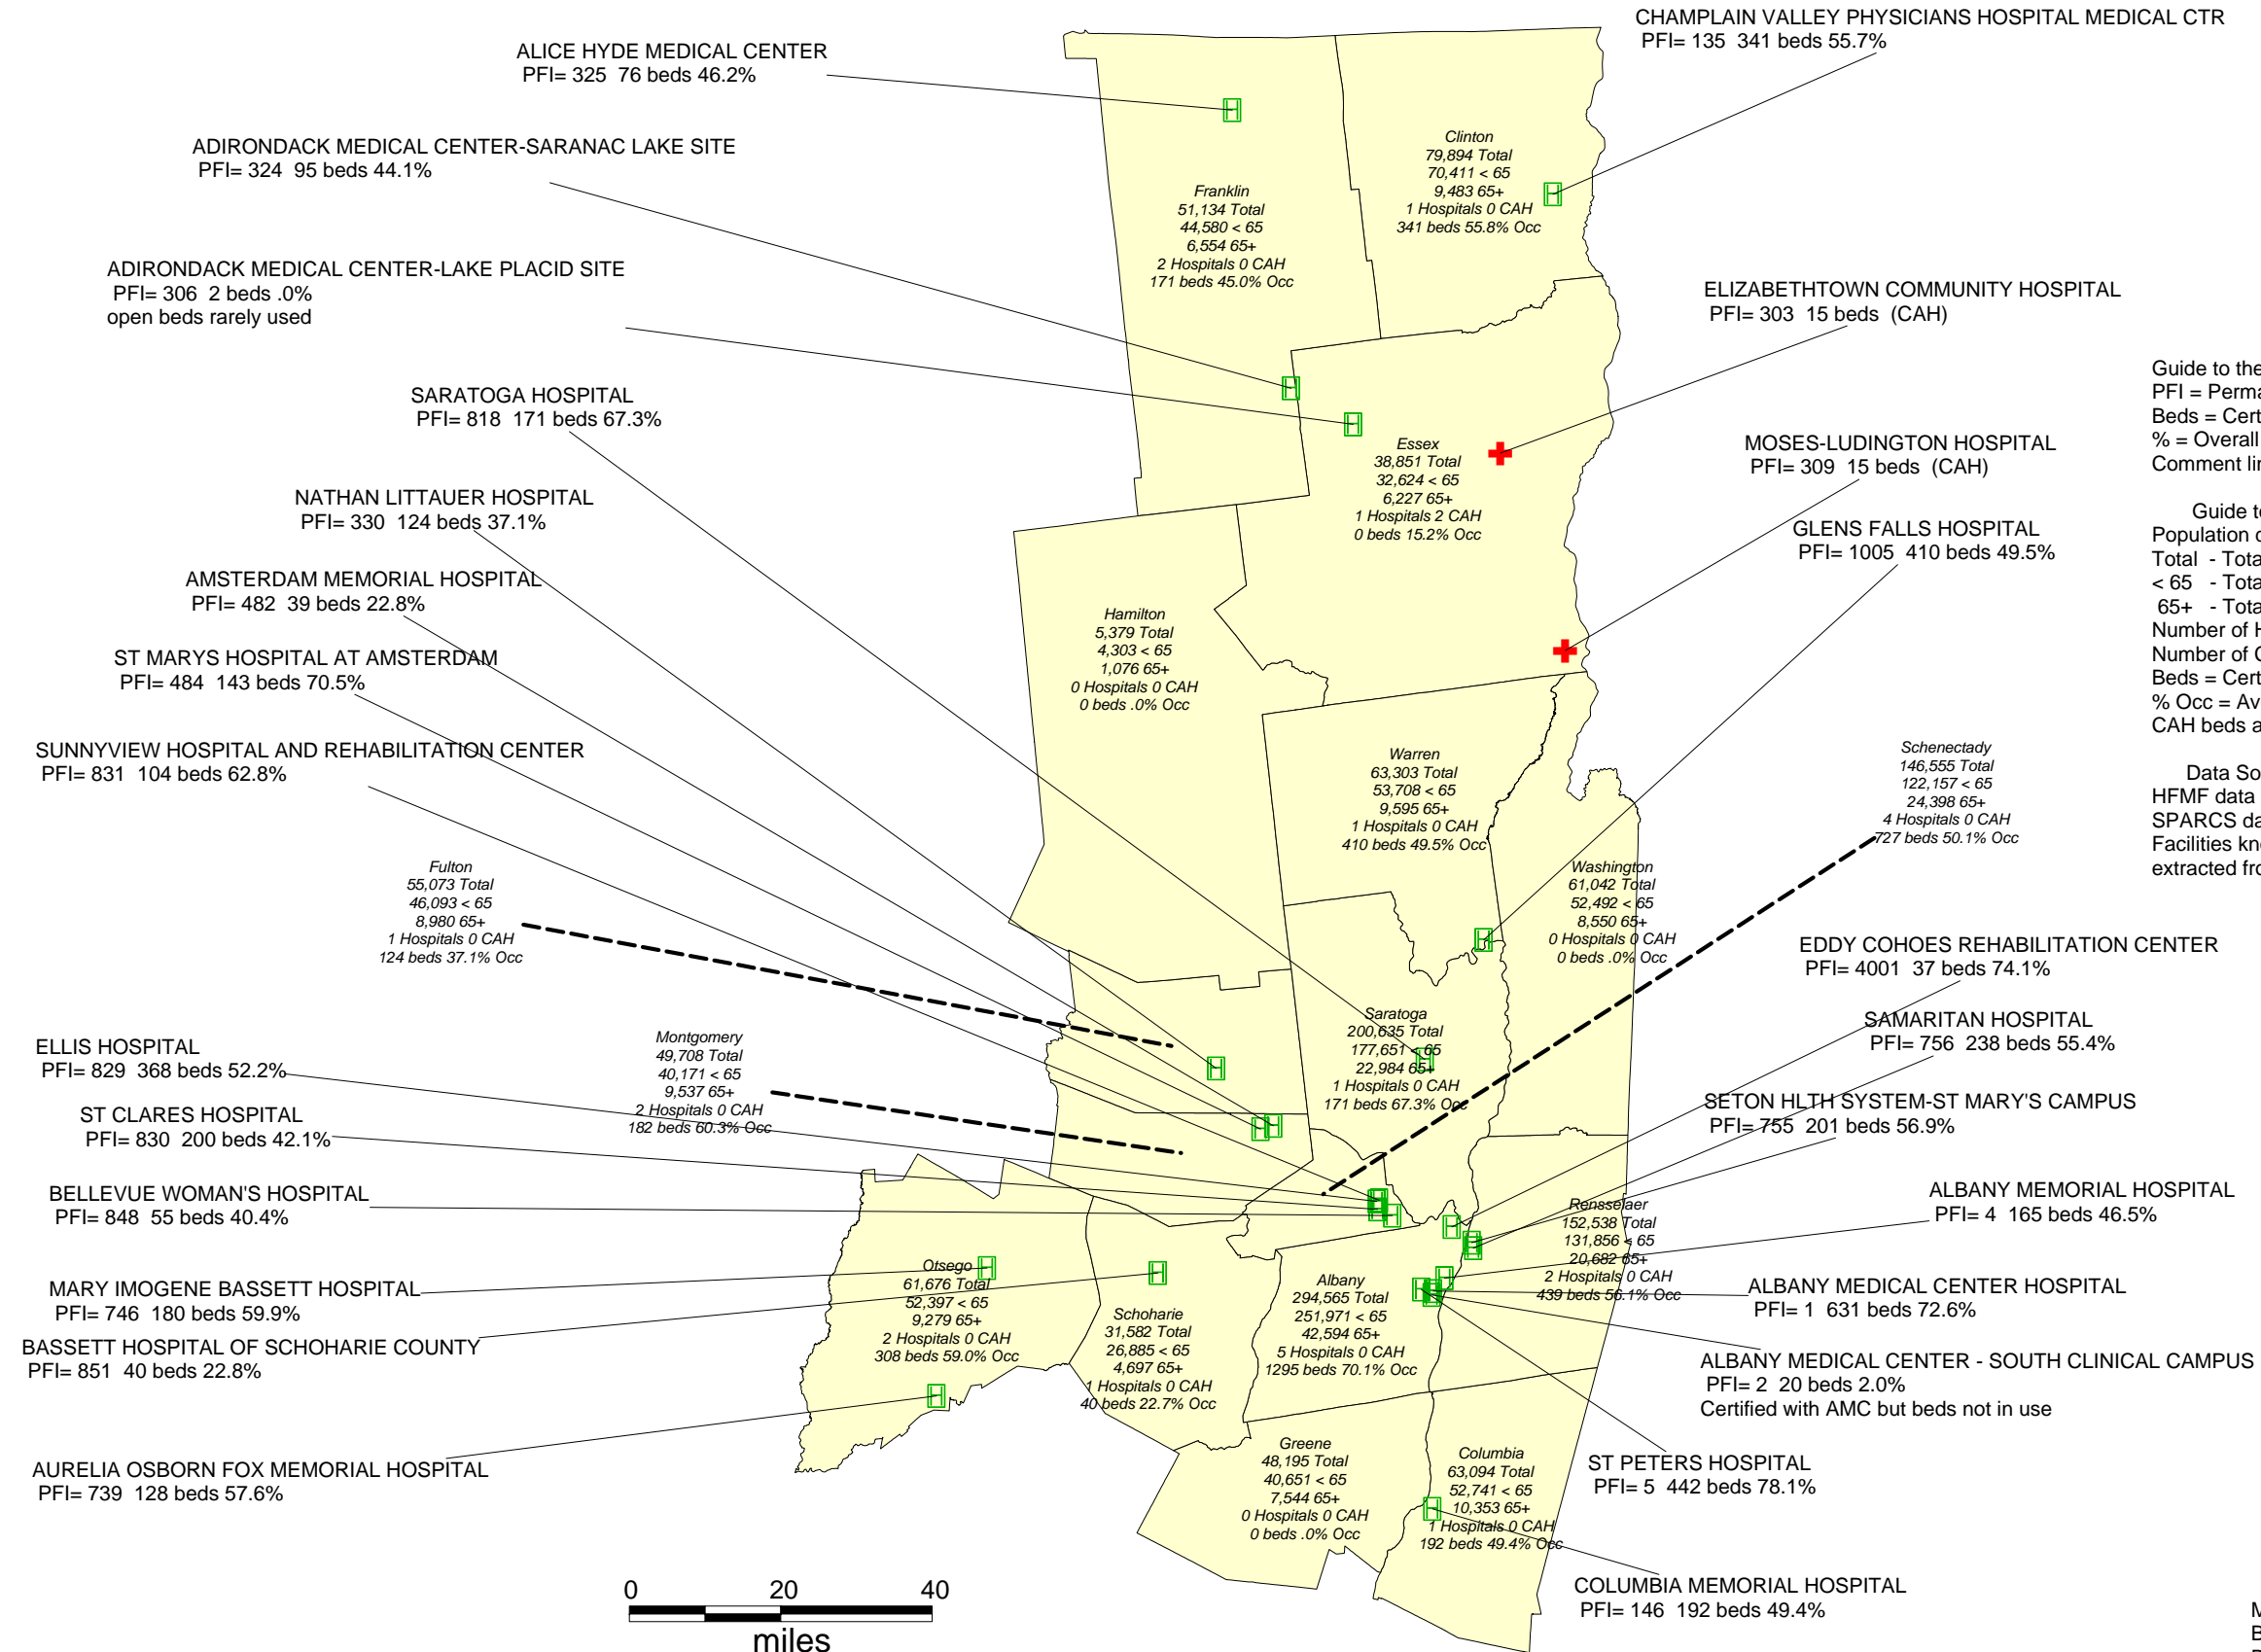 CHAMPLAIN VALLEY PHYSICIANS HOSPITAL MEDICAL CTR
PFI= 135  341 beds 55.7%
ALICE HYDE MEDICAL CENTER
PFI= 325  76 beds 46.2%
ADIRONDACK MEDICAL CENTER-SARANAC LAKE SITE
PFI= 324  95 beds 44.1%
ADIRONDACK MEDICAL CENTER-LAKE PLACID SITE
PFI= 306  2 beds .0%
open beds rarely used
SARATOGA HOSPITAL
PFI= 818  171 beds 67.3%
NATHAN LITTAUER HOSPITAL
PFI= 330  124 beds 37.1%
AMSTERDAM MEMORIAL HOSPITAL
PFI= 482  39 beds 22.8%
ST MARYS HOSPITAL AT AMSTERDAM
PFI= 484  143 beds 70.5%
SUNNYVIEW HOSPITAL AND REHABILITATION CENTER
PFI= 831  104 beds 62.8%
Fulton
55,073 Total
46,093 < 65
8,980 65+
1 Hospitals 0 CAH
124 beds 37.1% Occ
Montgomery
49,708 Total
40,171 < 65
9,537 65+
2 Hospitals 0 CAH
182 beds 60.3% Occ
ELLIS HOSPITAL
PFI= 829  368 beds 52.2%
ST CLARES HOSPITAL
PFI= 830  200 beds 42.1%
BELLEVUE WOMAN'S HOSPITAL
PFI= 848  55 beds 40.4%
MARY IMOGENE BASSETT HOSPITAL
PFI= 746  180 beds 59.9%
BASSETT HOSPITAL OF SCHOHARIE COUNTY
PFI= 851  40 beds 22.8%
AURELIA OSBORN FOX MEMORIAL HOSPITAL
PFI= 739  128 beds 57.6%
Clinton
79,894 Total
70,411 < 65
9,483 65+
1 Hospitals 0 CAH
341 beds 55.8% Occ
Franklin
51,134 Total
44,580 < 65
6,554 65+
2 Hospitals 0 CAH
171 beds 45.0% Occ
Essex
38,851 Total
32,624 < 65
6,227 65+
1 Hospitals 2 CAH
0 beds 15.2% Occ
Hamilton
5,379 Total
4,303 < 65
1,076 65+
0 Hospitals 0 CAH
0 beds .0% Occ
Warren
63,303 Total
53,708 < 65
9,595 65+
1 Hospitals 0 CAH
410 beds 49.5% Occ
Washington
61,042 Total
52,492 < 65
8,550 65+
0 Hospitals 0 CAH
0 beds .0% Occ
Saratoga
200,635 Total
177,651 < 65
22,984 65+
1 Hospitals 0 CAH
171 beds 67.3% Occ
Rensselaer
152,538 Total
131,856 < 65
20,682 65+
2 Hospitals 0 CAH
439 beds 56.1% Occ
Otsego
61,676 Total
52,397 < 65
9,279 65+
2 Hospitals 0 CAH
308 beds 59.0% Occ
Schoharie
31,582 Total
26,885 < 65
4,697 65+
1 Hospitals 0 CAH
40 beds 22.7% Occ
Albany
294,565 Total
251,971 < 65
42,594 65+
5 Hospitals 0 CAH
1295 beds 70.1% Occ
Greene
48,195 Total
40,651 < 65
7,544 65+
0 Hospitals 0 CAH
0 beds .0% Occ
Columbia
63,094 Total
52,741 < 65
10,353 65+
1 Hospitals 0 CAH
192 beds 49.4% Occ
ELIZABETHTOWN COMMUNITY HOSPITAL
PFI= 303  15 beds  (CAH)
MOSES-LUDINGTON HOSPITAL
PFI= 309  15 beds  (CAH)
GLENS FALLS HOSPITAL
PFI= 1005  410 beds 49.5%
Schenectady
146,555 Total
122,157 < 65
24,398 65+
4 Hospitals 0 CAH
727 beds 50.1% Occ
EDDY COHOES REHABILITATION CENTER
PFI= 4001  37 beds 74.1%
SAMARITAN HOSPITAL
PFI= 756  238 beds 55.4%
SETON HLTH SYSTEM-ST MARY'S CAMPUS
PFI= 755  201 beds 56.9%
ALBANY MEMORIAL HOSPITAL
PFI= 4  165 beds 46.5%
ALBANY MEDICAL CENTER HOSPITAL
PFI= 1  631 beds 72.6%
ALBANY MEDICAL CENTER - SOUTH CLINICAL CAMPUS
PFI= 2  20 beds 2.0%
Certified with AMC but beds not in use
ST PETERS HOSPITAL
PFI= 5  442 beds 78.1%
COLUMBIA MEMORIAL HOSPITAL
PFI= 146  192 beds 49.4%
Guide to the
PFI = Perma
Beds = Cert
% = Overall
Comment lin
Guide to
Population o
Total  - Tota
< 65  - Tota
65+  - Tota
Number of H
Number of C
Beds = Cert
% Occ = Av
CAH beds a
Data So
HFMF data
SPARCS da
Facilities kn
extracted fro
0 20 40
miles